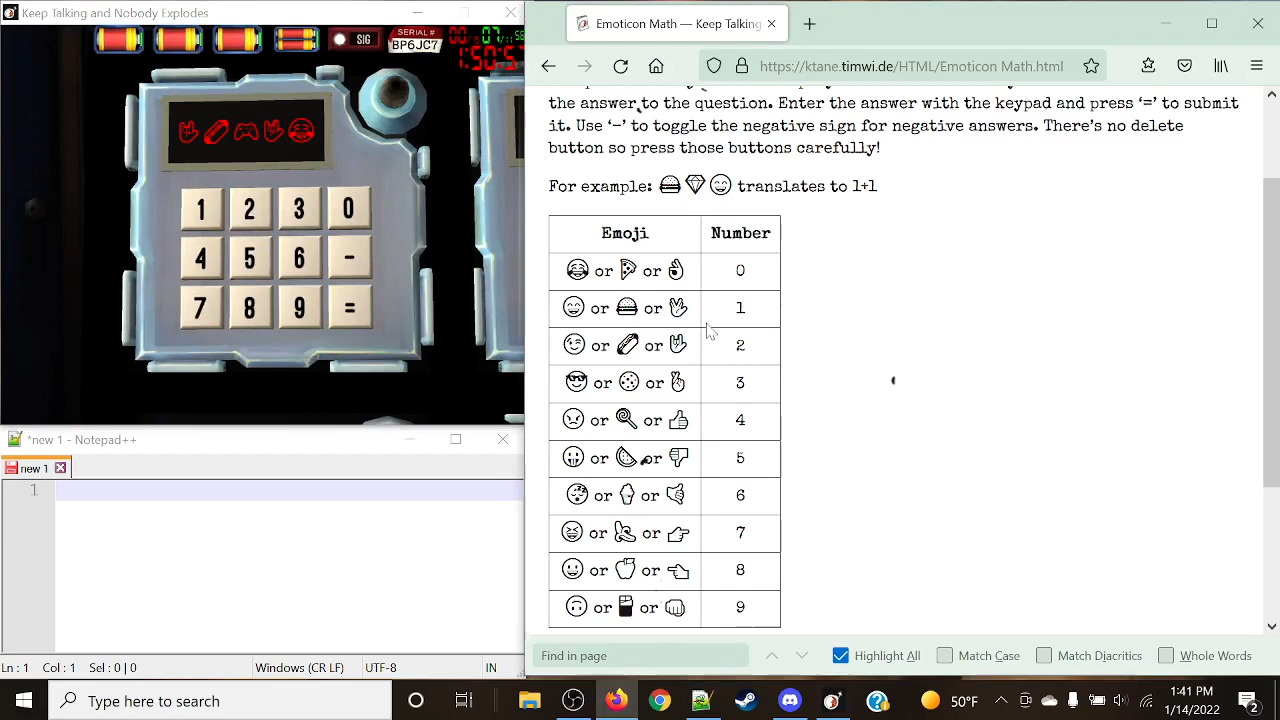 Keep Talking and Nobody Explodes
SIG
SERIAL #
BP6JC7
1 2 3 0
4 5 6 -
7 8 9 =
*new 1 - Notepad++
new 1
1
Ln : 1 Col : 1 Sel : 0 | 0 Windows (CR LF) UTF-8 IN
Emoticon Math — Keep Talking
https://ktane.timwi.de/HTML/Emoticon Math.html
the answer to the question. Enter the answer with the keypad and press ‘=’ to submit
it. Use ‘–’ to toggle the negative sign for negative answers. There’s no delete
button so press those buttons carefully!
For example: translates to 1+1
Emoji Number
or or 0
or or 1
or or 2
or or 3
or or 4
or or 5
or or 6
or or 7
or or 8
or or 9
Find in page Highlight All Match Case Match Diacritics Whole Words
Type here to search
50°F
1:41 PM
1/14/2022
2